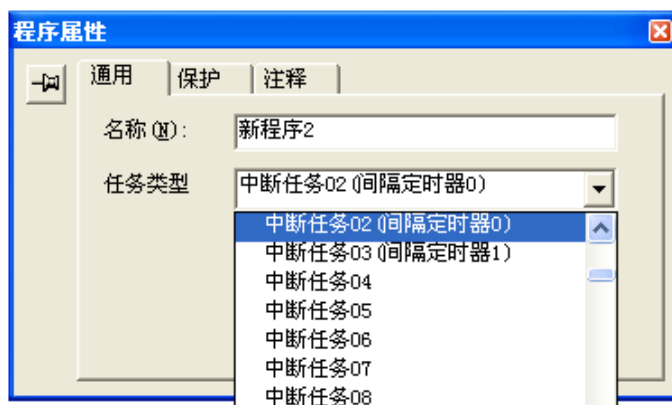 程序属性
通用 保护 注释
名称(N): 新程序2
任务类型 中断任务02(间隔定时器0)
中断任务02(间隔定时器0)
中断任务03(间隔定时器1)
中断任务04
中断任务05
中断任务06
中断任务07
中断任务08